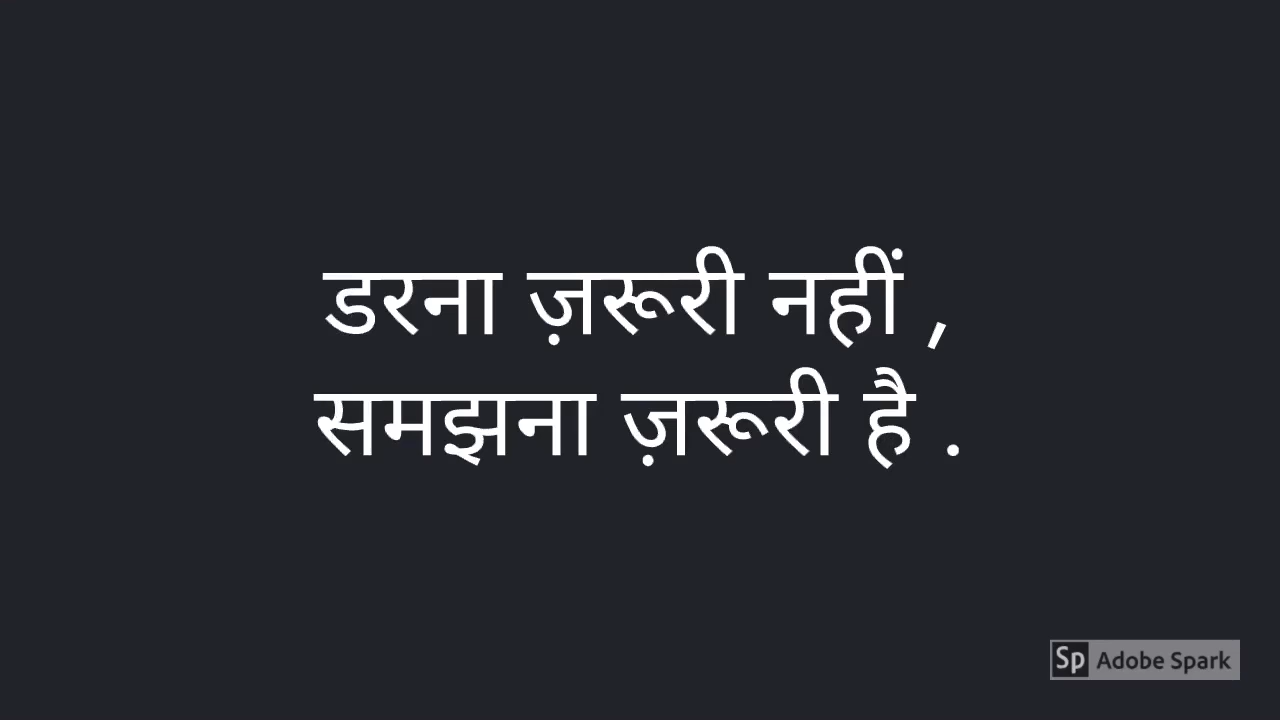 डरना ज़रूरी नहीं ,
समझना ज़रूरी है .
Sp Adobe Spark